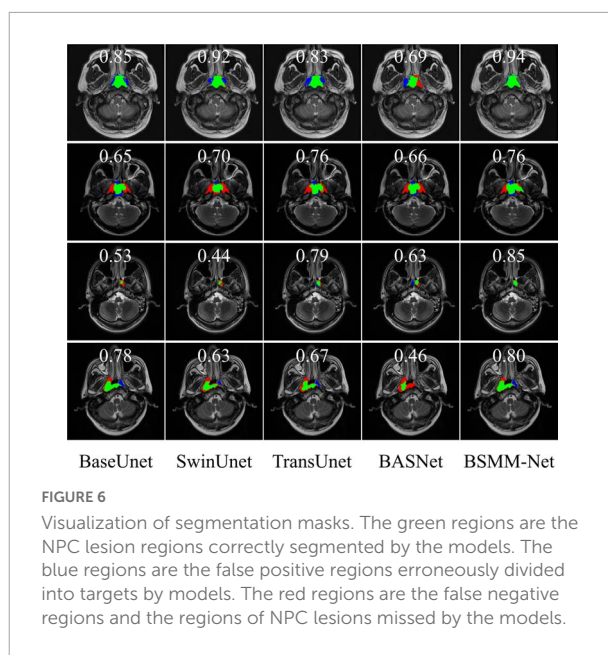 0.85 0.92 0.83 0.69 0.94
0.65 0.70 0.76 0.66 0.76
0.53 0.44 0.79 0.63 0.85
0.78 0.63 0.67 0.46 0.80
BaseUnet SwinUnet TransUnet BASNet BSMM-Net
FIGURE 6
Visualization of segmentation masks. The green regions are the
NPC lesion regions correctly segmented by the models. The
blue regions are the false positive regions erroneously divided
into targets by models. The red regions are the false negative
regions and the regions of NPC lesions missed by the models.